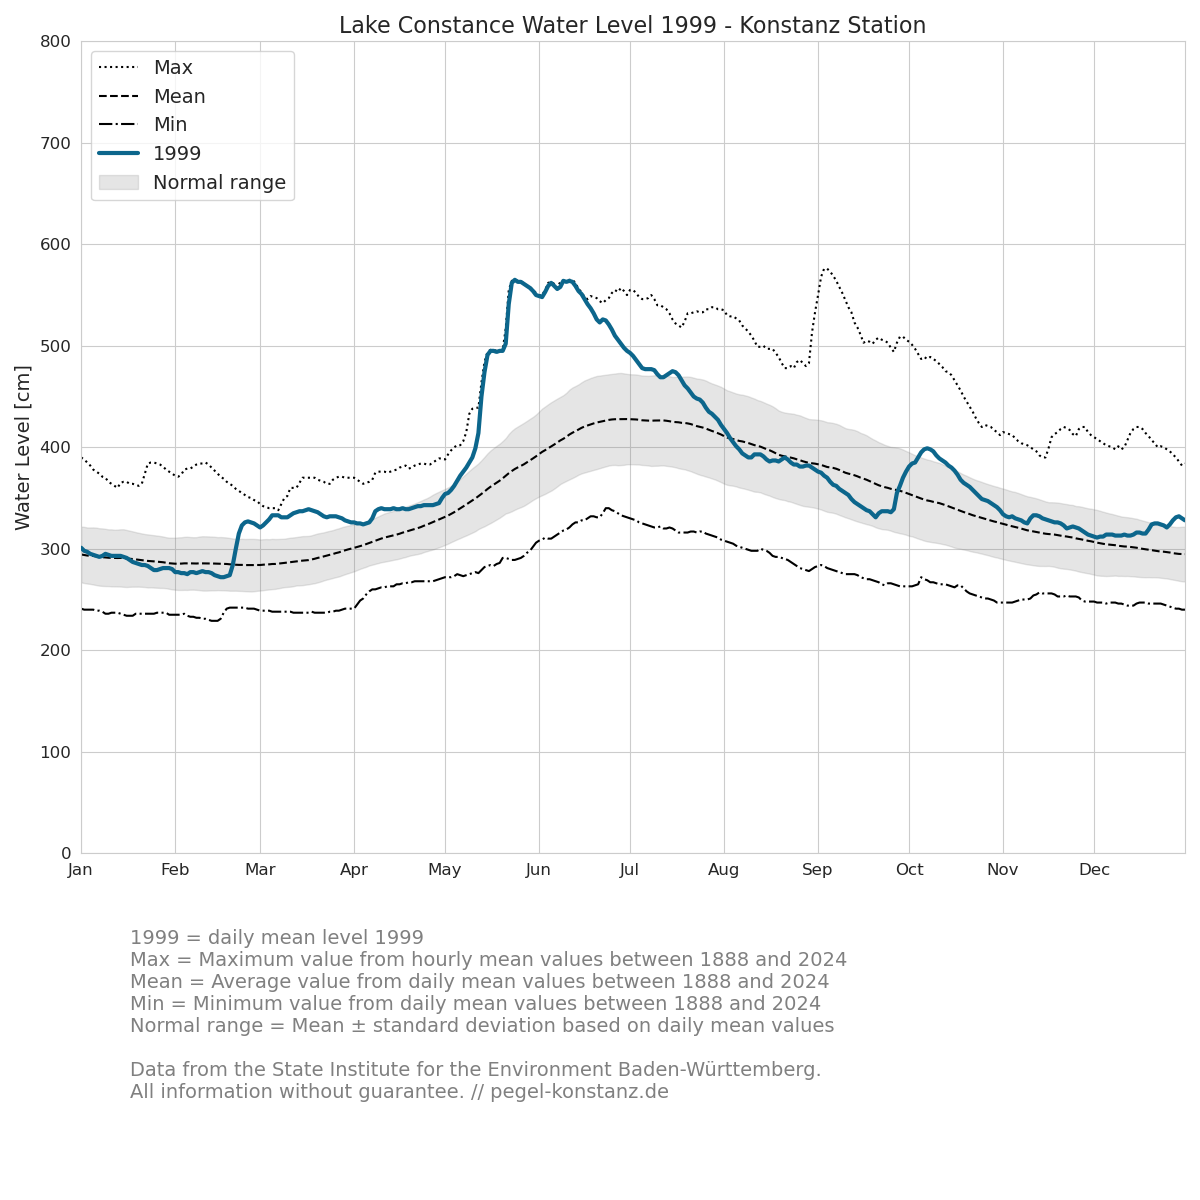 Lake Constance Water Level 1999 - Konstanz Station
Max
Mean
Min
1999
Normal range
Water Level [cm]
800
700
600
500
400
300
200
100
0
Jan Feb Mar Apr May Jun Jul Aug Sep Oct Nov Dec
1999 = daily mean level 1999
Max = Maximum value from hourly mean values between 1888 and 2024
Mean = Average value from daily mean values between 1888 and 2024
Min = Minimum value from daily mean values between 1888 and 2024
Normal range = Mean ± standard deviation based on daily mean values
Data from the State Institute for the Environment Baden-Württemberg.
All information without guarantee. // pegel-konstanz.de